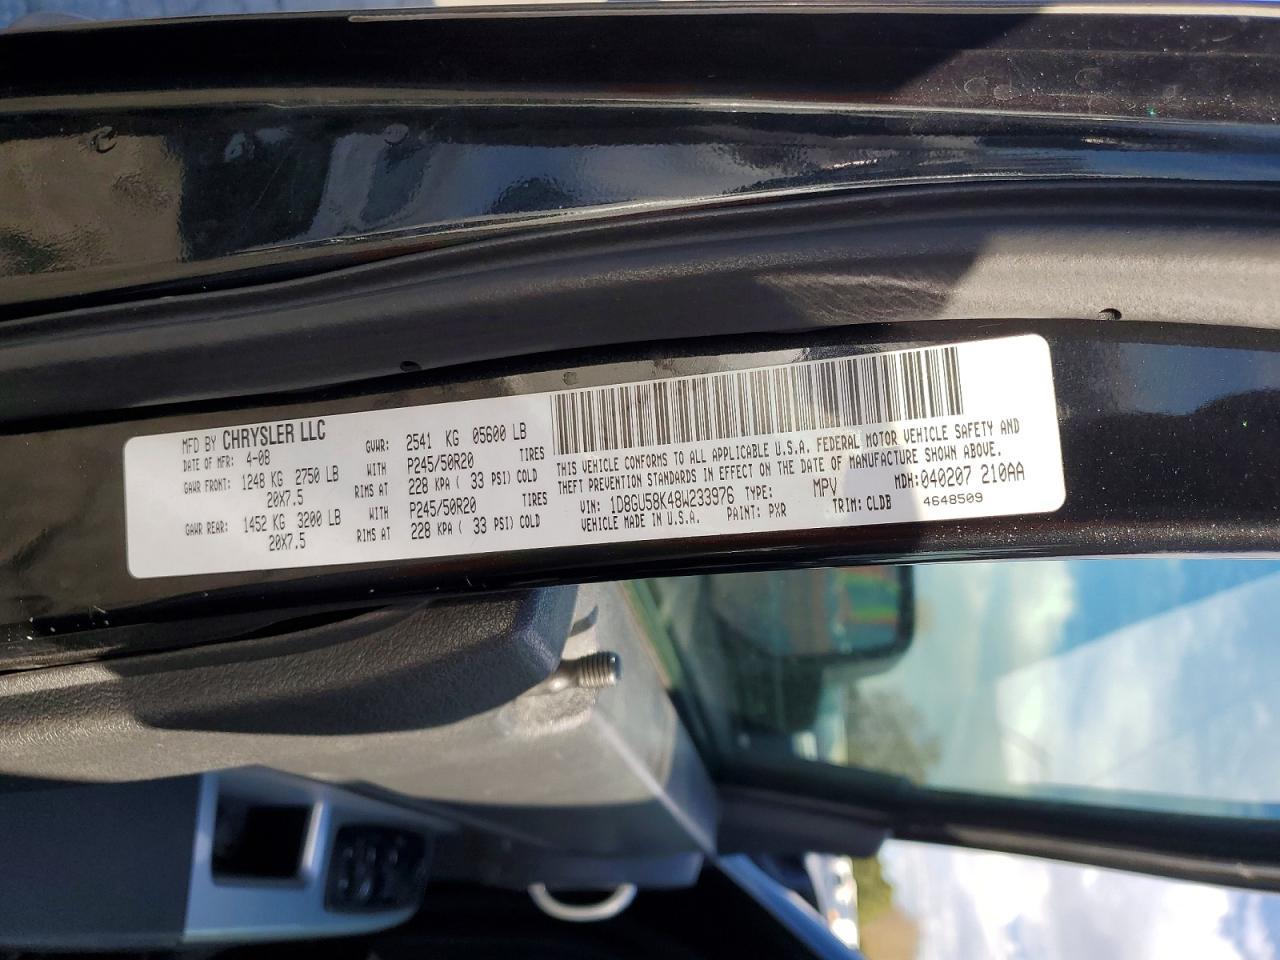 MFD BY CHRYSLER LLC
DATE OF MFR: 4-08 GVWR: 2541 KG 05600 LB
GAWR FRONT: 1248 KG 2750 LB WITH P245/50R20 TIRES
20X7.5 RIMS AT 228 KPA ( 33 PSI) COLD
GAWR REAR: 1452 KG 3200 LB WITH P245/50R20 TIRES
20X7.5 RIMS AT 228 KPA ( 33 PSI) COLD
THIS VEHICLE CONFORMS TO ALL APPLICABLE U.S.A. FEDERAL MOTOR VEHICLE SAFETY AND
THEFT PREVENTION STANDARDS IN EFFECT ON THE DATE OF MANUFACTURE SHOWN ABOVE.
VIN: 1D8GU58K48W233976 TYPE: MPV MDH: 040207 210AA
VEHICLE MADE IN U.S.A. PAINT: PXR TRIM: CLDB 4648509